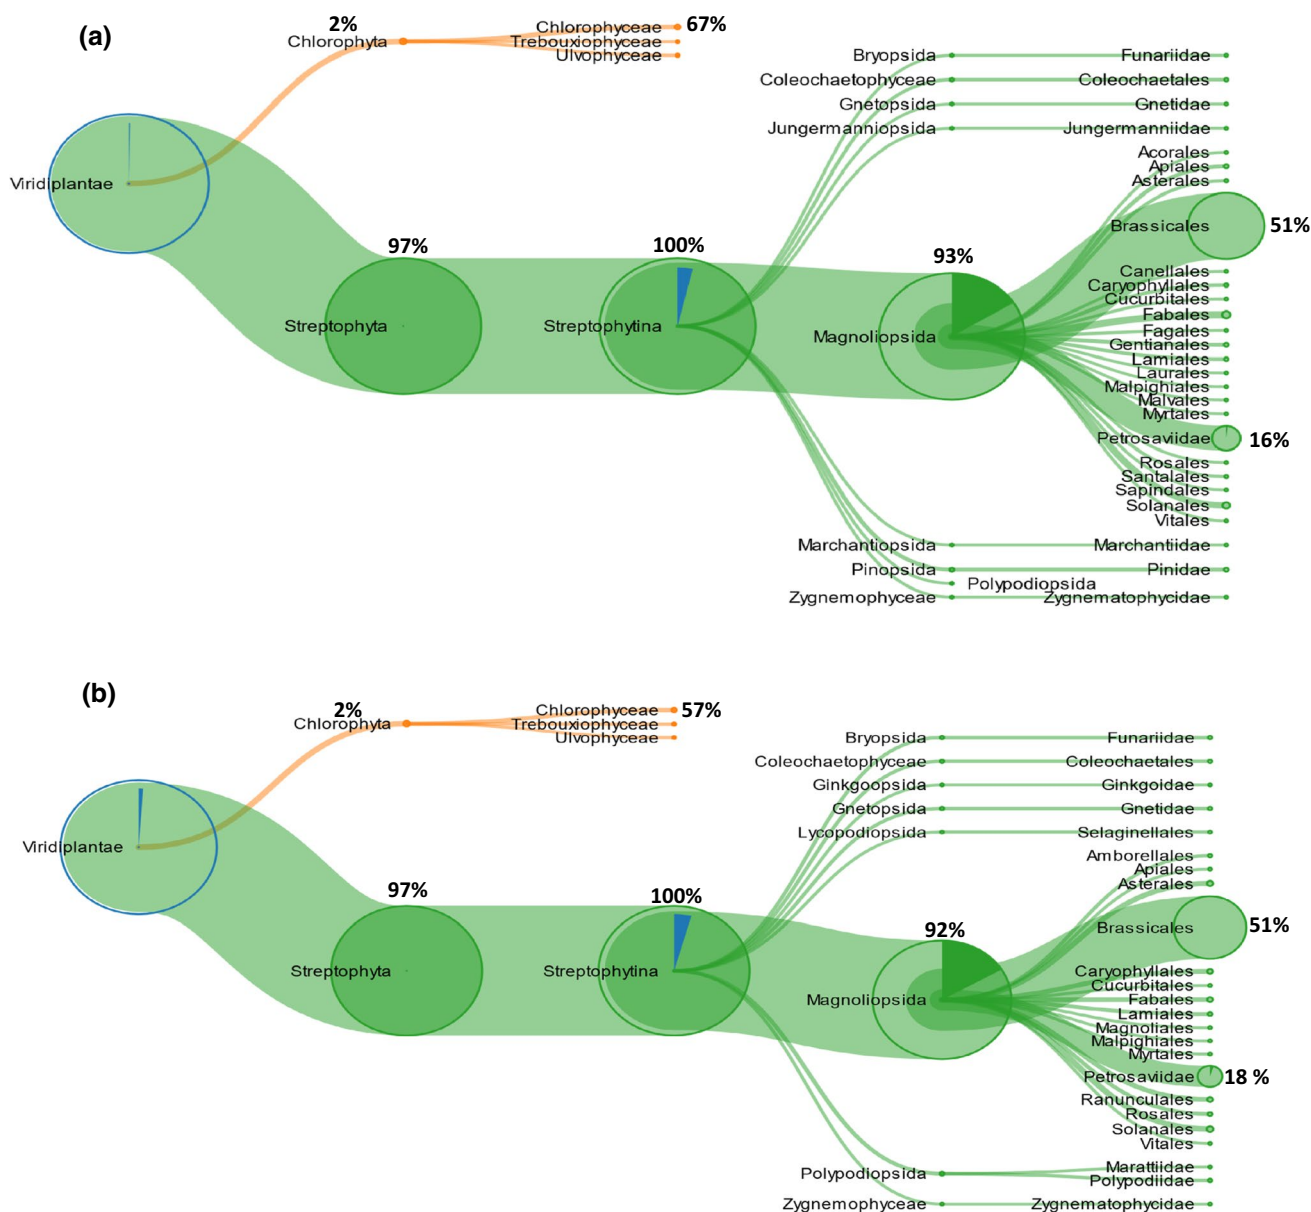 (a)
2%
Chlorophyta
Chlorophyceae
67%
Trebouxiophyceae
Ulvophyceae
Viridiplantae
97%
Streptophyta
100%
Streptophytina
Bryopsida
Funariidae
Coleochaetophyceae
Coleochaetales
Gnetopsida
Gnetidae
Jungermanniopsida
Jungermanniidae
93%
Magnoliopsida
Acorales
Apiales
Asterales
Brassicales
51%
Canellales
Caryophyllales
Cucurbitales
Fabales
Fagales
Gentianales
Lamiales
Laurales
Malpighiales
Malvales
Myrtales
Petrosaviidae
16%
Rosales
Santalales
Sapindales
Solanales
Vitales
Marchantiopsida
Marchantiidae
Pinopsida
Pinidae
Polypodiopsida
Zygnemophyceae
Zygnematophycidae
(b)
2%
Chlorophyta
Chlorophyceae
57%
Trebouxiophyceae
Ulvophyceae
Viridiplantae
97%
Streptophyta
100%
Streptophytina
Bryopsida
Funariidae
Coleochaetophyceae
Coleochaetales
Ginkgoopsida
Ginkgoidae
Gnetopsida
Gnetidae
Lycopodiopsida
Selaginellales
92%
Magnoliopsida
Amborellales
Apiales
Asterales
Brassicales
51%
Caryophyllales
Cucurbitales
Fabales
Lamiales
Magnoliales
Malpighiales
Myrtales
Petrosaviidae
18 %
Ranunculales
Rosales
Solanales
Vitales
Polypodiopsida
Marattiidae
Polypodiidae
Zygnemophyceae
Zygnematophycidae